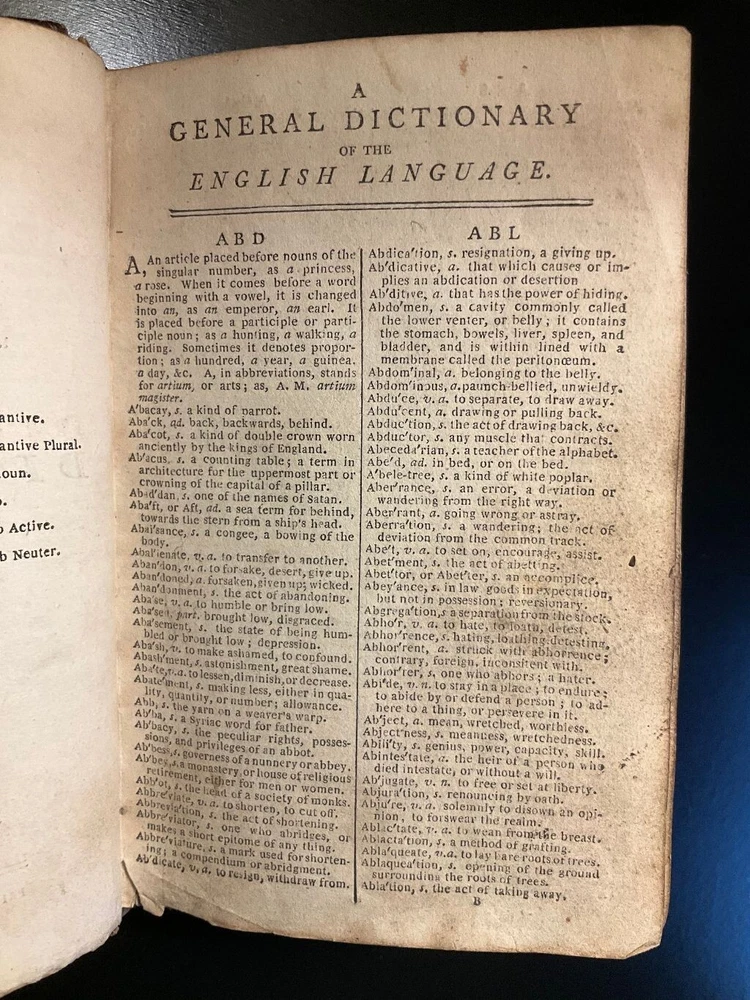 antive.
antive Plural.
oun.
b Active.
b Neuter.
A
GENERAL DICTIONARY
OF THE
ENGLISH LANGUAGE.
ABD
A, An article placed before nouns of the
singular number, as a princess,
a rose. When it comes before a word
beginning with a vowel, it is changed
into an, as an emperor, an earl. It
is placed before a participle or parti-
ciple noun; as a hunting, a walking, a
riding. Sometimes it denotes propor-
tion; as a hundred, a year, a guinea,
a day, &c. A, in abbreviations, stands
for artium, or arts; as, A. M. artium
magister.
A'bacay, s. a kind of parrot.
Aba'ck, ad. back, backwards, behind.
Aba'cot, s. a kind of double crown worn
anciently by the kings of England.
Ab'acus, s. a counting table; a term in
architecture for the uppermost part or
crowning of the capital of a pillar.
Abad'dan, s. one of the names of Satan.
Aba'ft, or Aft, ad. a sea term for behind,
towards the stern from a ship's head.
Abai'sance, s. a congee, a bowing of the
body.
Abal'ienate, v. a. to transfer to another.
Aban'don, v. a. to forsake, desert, give up.
Aban'doned, a. forsaken, given up; wicked.
Aban'donment, s. the act of abandoning.
Aba'se, v. a. to humble or bring low.
Aba'sed, part. brought low, disgraced.
Aba'sement, s. the state of being hum-
bled or brought low; depression.
Aba'sh, v. to make ashamed, to confound.
Abash'ment, s. astonishment, great shame.
Aba'te, v. a. to lessen, diminish, or decrease.
Abate'ment, s. making less, either in qua-
lity, quantity, or number; allowance.
Abb, s. the yarn on a weaver's warp.
Ab'ba, s. a Syriac word for father.
Ab'bacy, s. the peculiar rights, posses-
sions, and privileges of an abbot.
Ab'bess, s. governess of a nunnery or abbey.
Ab'bey, s. a monastery, or house of religious
retirement, either for men or women.
Ab'bot, s. the head of a society of monks.
Abbre'viate, v. a. to shorten, to cut off.
Abbrevia'tion, s. the act of shortening.
Abbre'viator, s. one who abridges, or
makes a short epitome of any thing.
Abbre'viature, s. a mark used for shorten-
ing; a compendium or abridgment.
Ab'dicate, v. a. to resign, withdraw from.
ABL
Abdica'tion, s. resignation, a giving up.
Ab'dicative, a. that which causes or im-
plies an abdication or desertion
Ab'ditive, a. that has the power of hiding.
Abdo'men, s. a cavity commonly called
the lower venter, or belly; it contains
the stomach, bowels, liver, spleen, and
bladder, and is within lined with a
membrane called the peritonœum.
Abdom'inal, a. belonging to the belly.
Abdom'inous, a. paunch-bellied, unwieldy.
Abdu'ce, v. a. to separate, to draw away.
Abdu'cent, a. drawing or pulling back.
Abduc'tion, s. the act of drawing back, &c.
Abduc'tor, s. any muscle that contracts.
Abeceda'rian, s. a teacher of the alphabet.
Abe'd, ad. in bed, or on the bed.
A'bele-tree, s. a kind of white poplar.
Aber'rance, s. an error, a deviation or
wandering from the right way.
Aber'rant, a. going wrong or astray.
Aberra'tion, s. a wandering; the act of
deviation from the common track.
Abe't, v. a. to set on, encourage, assist.
Abet'ment, s. the act of abetting.
Abet'tor, or Abet'ter, s. an accomplice.
Abey'ance, s. in law goods in expectation,
but not in possession; reversionary.
Abgrega'tion, s a separation from the flock.
Abho'r, v. a. to hate, to loath, detest.
Abhor'rence, s. hating, loathing detesting.
Abhor'rent, a. struck with abhorrence;
contrary, foreign, inconsitent with.
Abhor'rer, s. one who abhors; a hater.
Abi'de, v. n. to stay in a place; to endure;
to abide by or defend a person; to ad-
here to a thing, or persevere in it.
Ab'ject, a. mean, wretched, worthless.
Abject'ness, s. meanness, wretchedness.
Abil'ity, s. genius, power, capacity, skill.
Abintes'tate, a. the heir of a person who
died intestate, or without a will.
Ab'jugate, v. n. to free or set at liberty.
Abjura'tion, s. renouncing by oath.
Abju're, v. a. solemnly to disown an opi-
nion, to forswear the realm.
Ablac'tate, v. a. to wean from the breast.
Ablacta'tion, s. a method of grafting.
Abla'queate, v. a. to lay bare roots of trees.
Ablaquea'tion, s. opening of the ground
surrounding the roots of trees.
Abla'tion, s. the act of taking away.
B